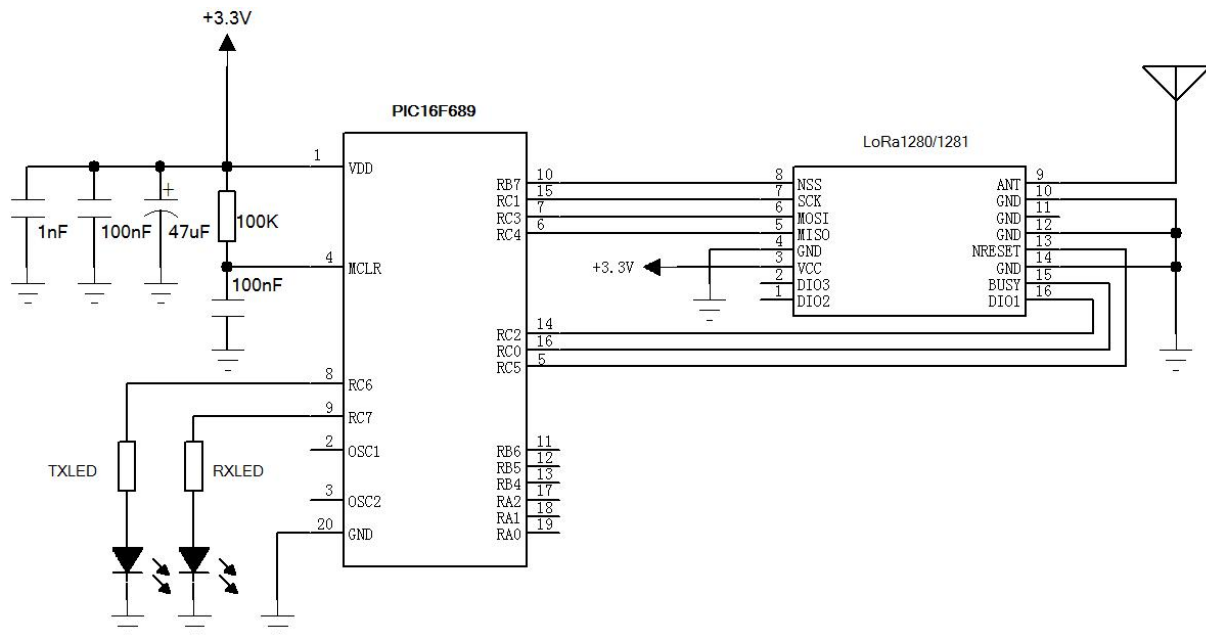 +3.3V
PIC16F689
LoRa1280/1281
1 VDD
1nF
100nF
+
47uF
100K
4 MCLR
100nF
8 RC6
9 RC7
2 OSC1
3 OSC2
20 GND
TXLED
RXLED
RB7 10
RC1 15
RC3 7
RC4 6
RC2 14
RC0 16
RC5 5
RB6 11
RB5 12
RB4 13
RA2 17
RA1 18
RA0 19
8 NSS
7 SCK
6 MOSI
5 MISO
4 GND
3 VCC
2 DIO3
1 DIO2
+3.3V
ANT 9
GND 10
GND 11
GND 12
NRESET 13
GND 14
BUSY 15
DIO1 16